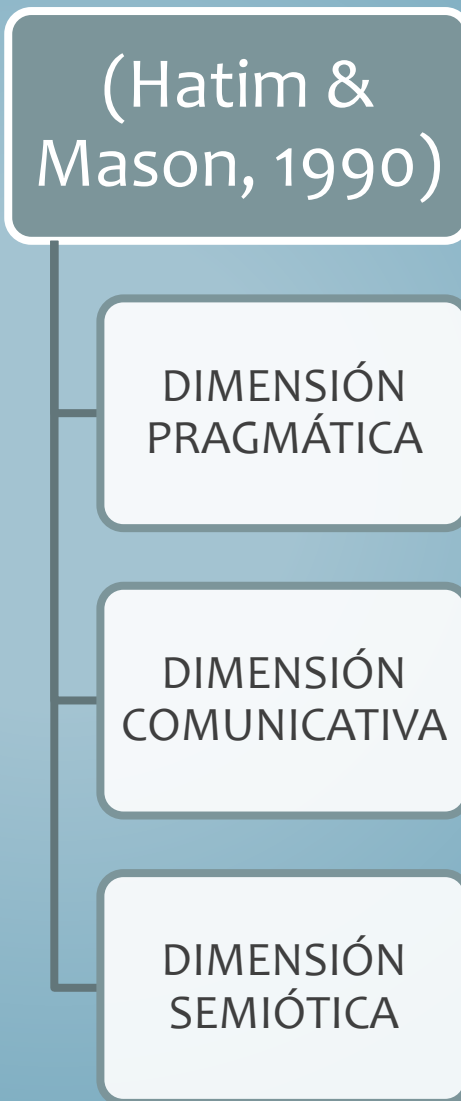 (Hatim &
Mason, 1990)
DIMENSIÓN
PRAGMÁTICA
DIMENSIÓN
COMUNICATIVA
DIMENSIÓN
SEMIÓTICA